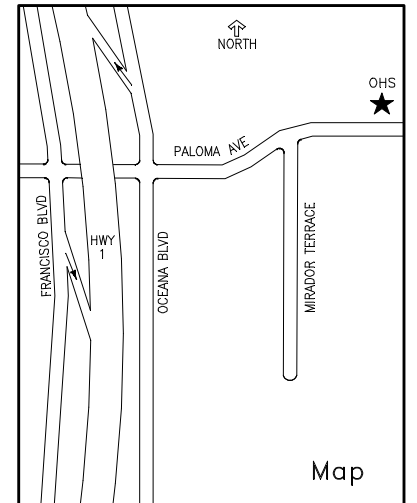 NORTH
OHS
PALOMA AVE
FRANCISCO BLVD
HWY
1
OCEANA BLVD
MIRADOR TERRACE
Map